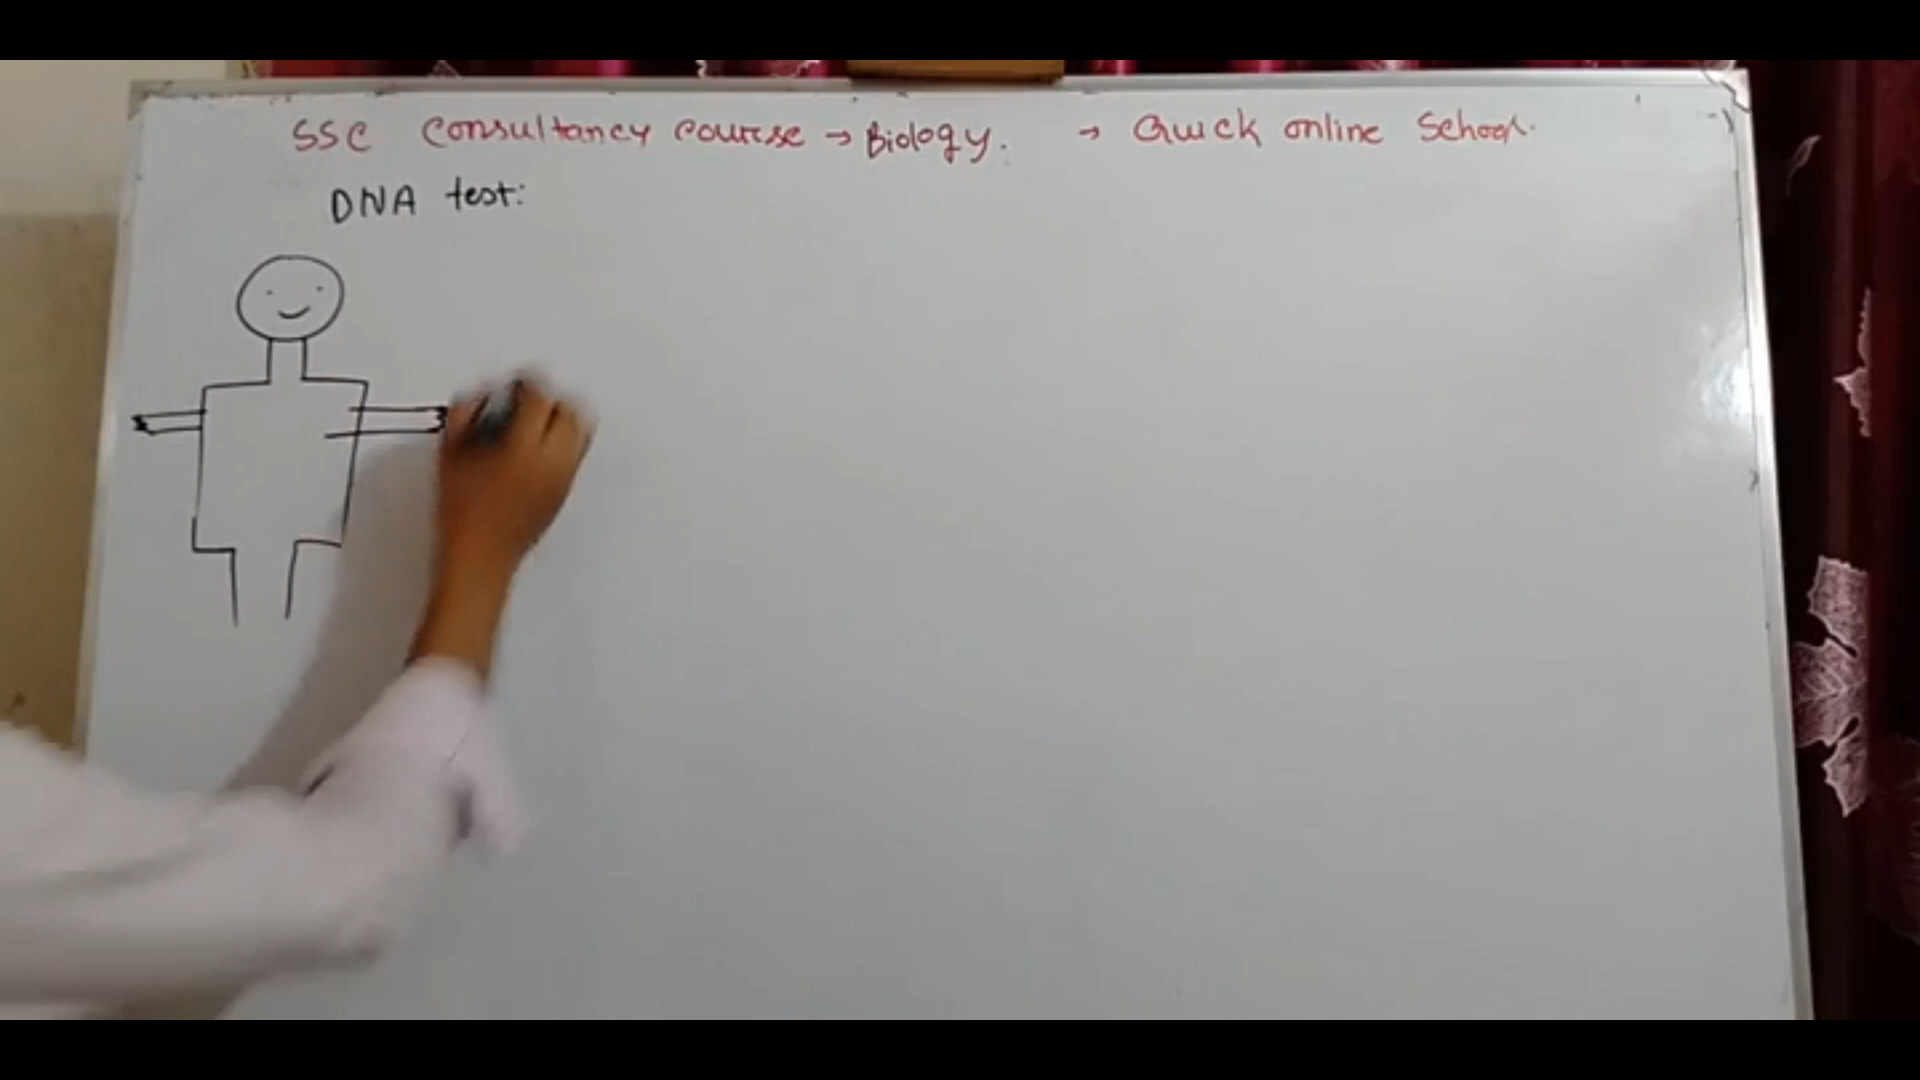 SSC Consultancy course → Biology. → Quick online School.
DNA test: